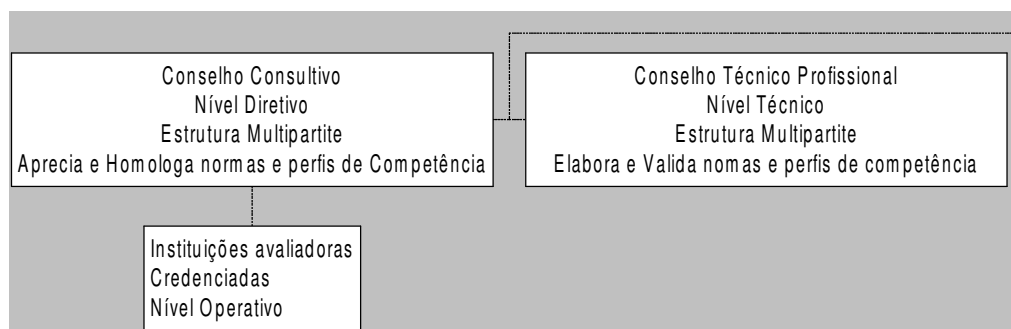 Conselho Consultivo
Nível Diretivo
Estrutura Multipartite
Aprecia e Homologa normas e perfis de Competência
Conselho Técnico Profissional
Nível Técnico
Estrutura Multipartite
Elabora e Valida nomas e perfis de competência
Instituições avaliadoras
Credenciadas
Nível Operativo